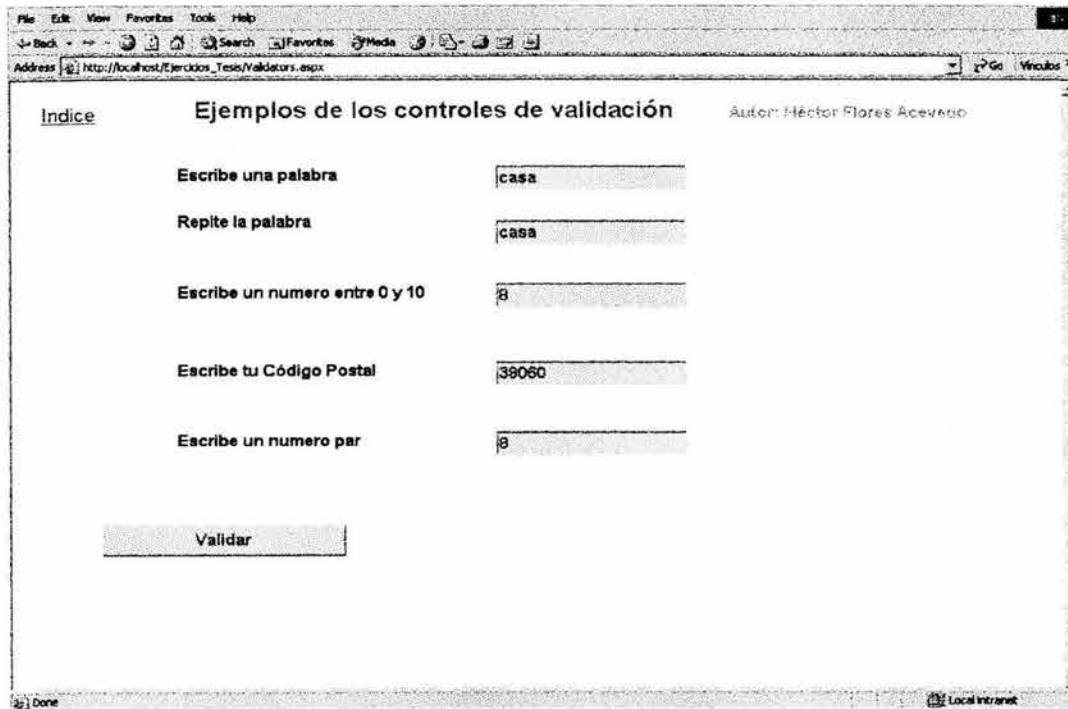 File Edit View Favorites Tools Help
Back Search Favorites Media
Address http://localhost/Ejercicios_Tesis/Validators.aspx Go Vínculos
Indice Ejemplos de los controles de validación Autor: Héctor Flores Acevedo
Escribe una palabra casa
Repite la palabra casa
Escribe un numero entre 0 y 10 8
Escribe tu Código Postal 39060
Escribe un numero par 8
Validar
Done Local intranet